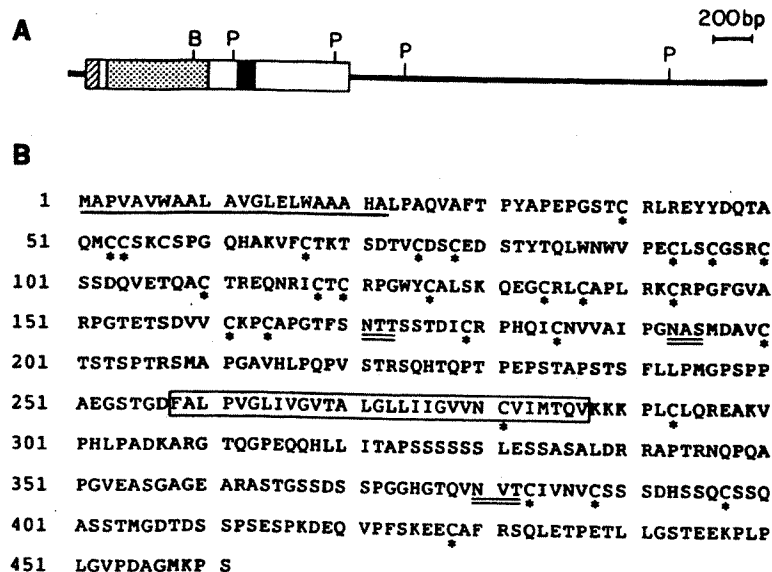 A
200bp
B P P P P
B
1 MAPVAVWAAL AVGLELWAAA HALPAQVAFT PYAPEPGSTC RLREYYDQTA
51 QMCCSKCSPG QHAKVFCTKT SDTVCDSCED STYTQLWNWV PECLSCGSRC
101 SSDQVETQAC TREQNRICTC RPGWYCALSK QEGCRLCAPL RKCRPGFGVA
151 RPGTETSDVV CKPCAPGTFS NTTSSTDICR PHQICNVVAI PGNASMDAVC
201 TSTSPTRSMA PGAVHLPQPV STRSQHTQPT PEPSTAPSTS FLLPMGPSPP
251 AEGSTGDFAL PVGLIVGVTA LGLLIIGVVN CVIMTQVKKK PLCLQREAKV
301 PHLPADKARG TQGPEQQHLL ITAPSSSSSS LESSASALDR RAPTRNQPQA
351 PGVEASGAGE ARASTGSSDS SPGGHGTQVN VTCIVNVCSS SDHSSQCSSQ
401 ASSTMGDTDS SPSESPKDEQ VPFSKEECAF RSQLETPETL LGSTEEKPLP
451 LGVPDAGMKP S